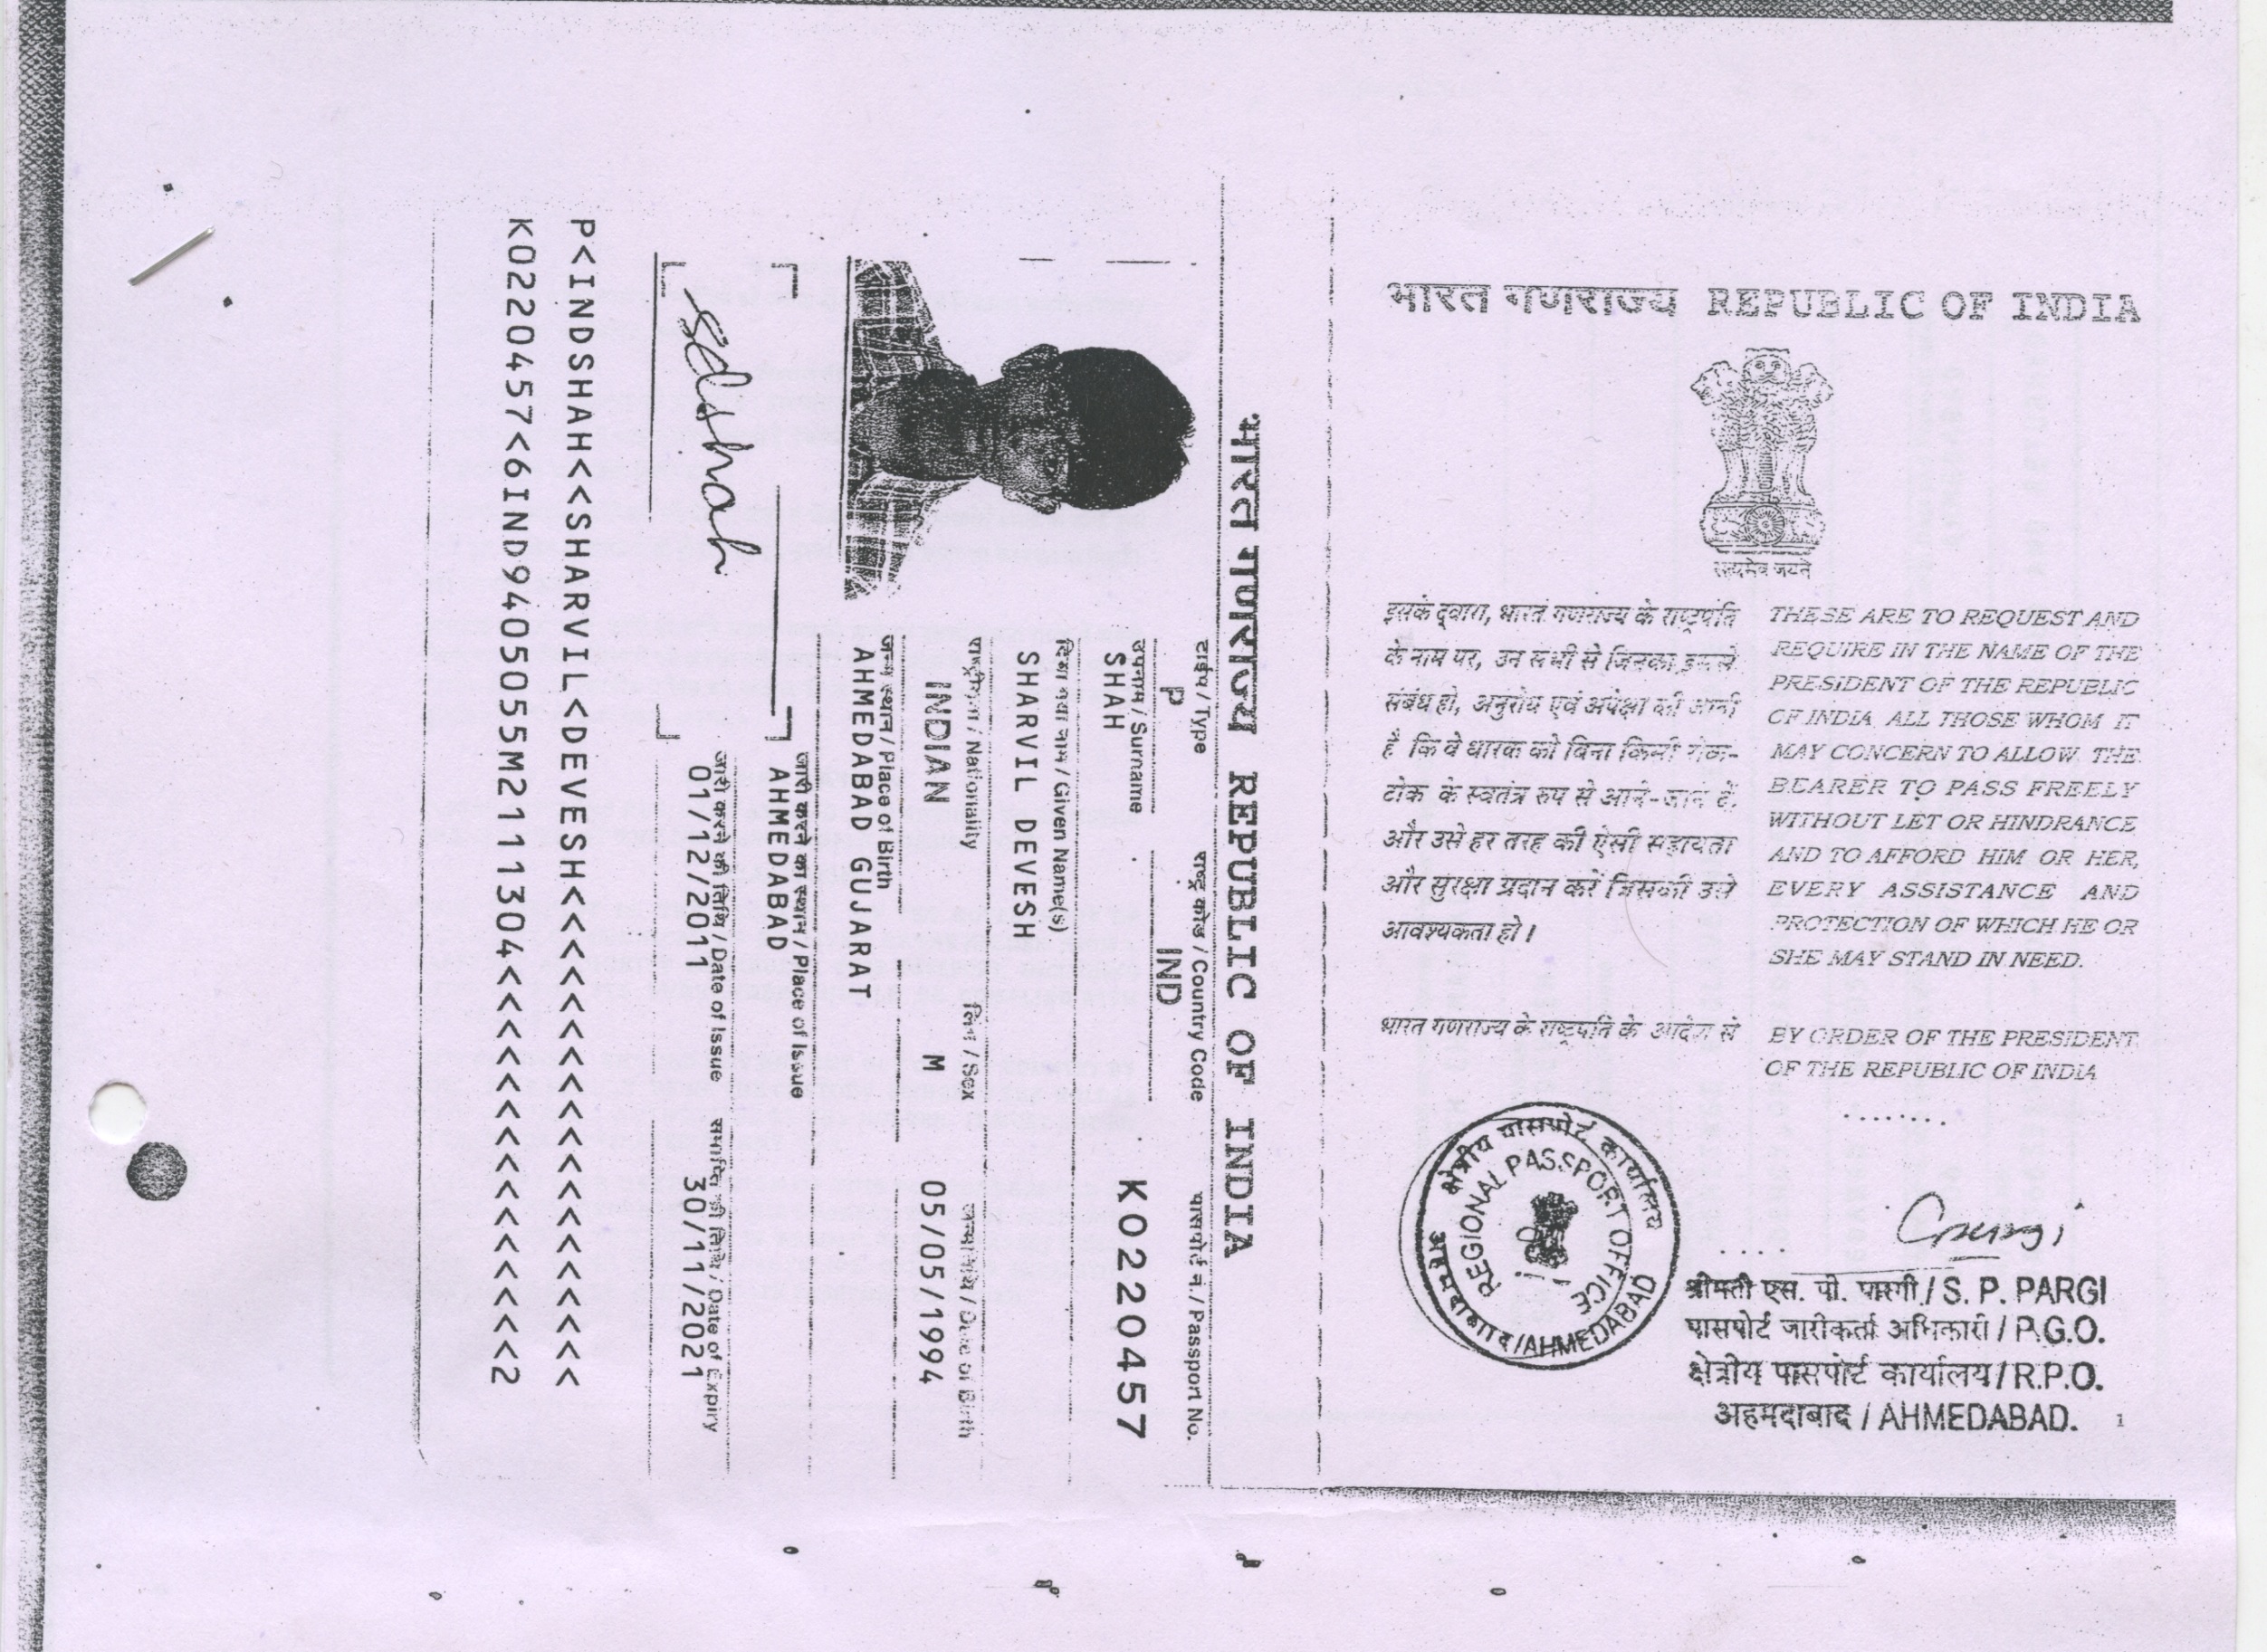 भारत गणराज्य REPUBLIC OF INDIA
सत्यमेव जयते
इसके द्वारा, भारत गणराज्य के राष्ट्रपति
के नाम पर, उन सभी से जिनका इससे
संबंध हो, अनुरोध एवं अपेक्षा की जाती
है कि वे धारक को बिना किसी रोक-
टोक के स्वतंत्र रुप से आने-जाने दें,
और उसे हर तरह की ऐसी सहायता
और सुरक्षा प्रदान करें जिसकी उसे
आवश्यकता हो।
भारत गणराज्य के राष्ट्रपति के आदेश से
THESE ARE TO REQUEST AND
REQUIRE IN THE NAME OF THE
PRESIDENT OF THE REPUBLIC
OF INDIA ALL THOSE WHOM IT
MAY CONCERN TO ALLOW THE
BEARER TO PASS FREELY
WITHOUT LET OR HINDRANCE
AND TO AFFORD HIM OR HER,
EVERY ASSISTANCE AND
PROTECTION OF WHICH HE OR
SHE MAY STAND IN NEED.
BY ORDER OF THE PRESIDENT
OF THE REPUBLIC OF INDIA
क्षेत्रीय पासपोर्ट कार्यालय
REGIONAL PASSPORT OFFICE
अहमदाबाद/AHMEDABAD
श्रीमती एस. पी. पारगी / S. P. PARGI
पासपोर्ट जारीकर्ता अधिकारी / P.G.O.
क्षेत्रीय पासपोर्ट कार्यालय / R.P.O.
अहमदाबाद / AHMEDABAD.
1
भारत गणराज्य REPUBLIC OF INDIA
टाईप / Type राष्ट्र कोड / Country Code पासपोर्ट नं. / Passport No.
P IND K0220457
उपनाम / Surname
SHAH
दिया गया नाम / Given Name(s)
SHARVIL DEVESH
राष्ट्रीयता / Nationality लिंग / Sex जन्मतिथि / Date of Birth
INDIAN M 05/05/1994
जन्म स्थान / Place of Birth
AHMEDABAD GUJARAT
जारी करने का स्थान / Place of Issue
AHMEDABAD
जारी करने की तिथि / Date of Issue समाप्ति की तिथि / Date of Expiry
01/12/2011 30/11/2021
sdshah
P<INDSHAH<<SHARVIL<DEVESH<<<<<<<<<<<<<<<<<<<
K0220457<6IND9405055M2111304<<<<<<<<<<<<<<<2